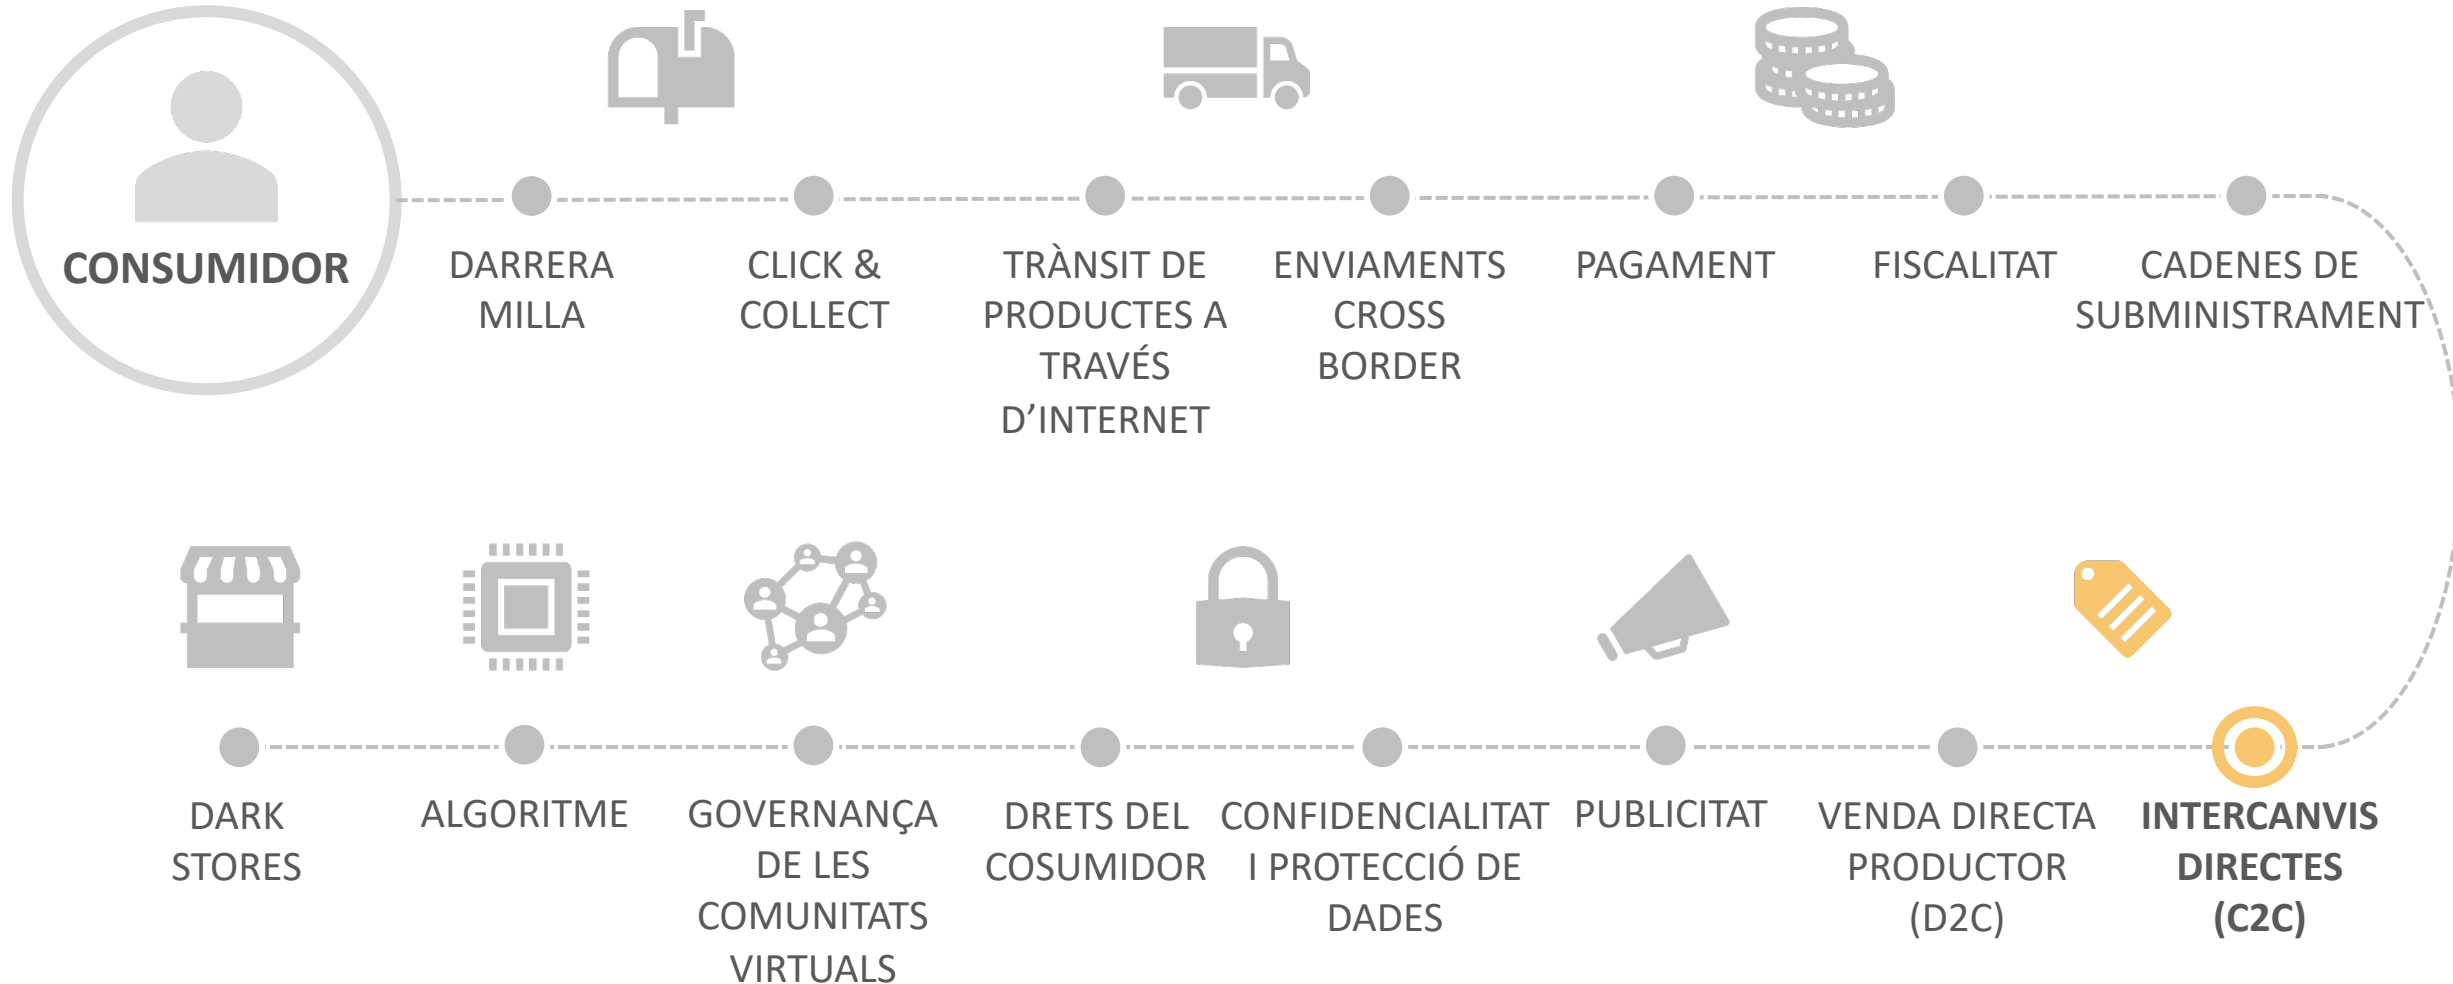 CONSUMIDOR
DARRERA
MILLA
CLICK &
COLLECT
TRÀNSIT DE
PRODUCTES A
TRAVÉS
D’INTERNET
ENVIAMENTS
CROSS
BORDER
PAGAMENT
FISCALITAT
CADENES DE
SUBMINISTRAMENT
DARK
STORES
ALGORITME
GOVERNANÇA
DE LES
COMUNITATS
VIRTUALS
DRETS DEL
COSUMIDOR
CONFIDENCIALITAT
I PROTECCIÓ DE
DADES
PUBLICITAT
VENDA DIRECTA
PRODUCTOR
(D2C)
INTERCANVIS
DIRECTES
(C2C)